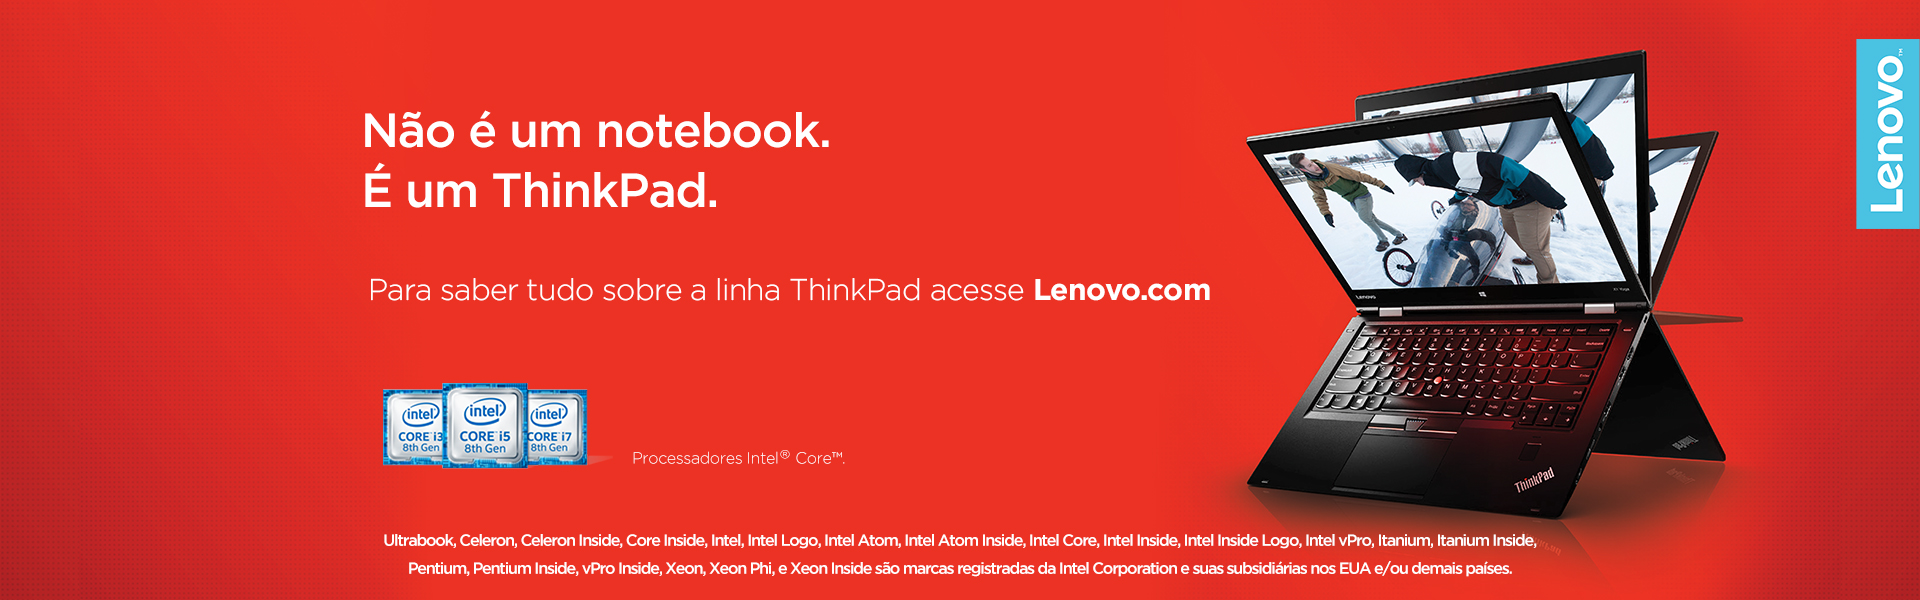 Não é um notebook.
É um ThinkPad.
Para saber tudo sobre a linha ThinkPad acesse Lenovo.com
intel
CORE i3
8th Gen
intel
CORE i5
8th Gen
intel
CORE i7
8th Gen
Processadores Intel® Core™.
Ultrabook, Celeron, Celeron Inside, Core Inside, Intel, Intel Logo, Intel Atom, Intel Atom Inside, Intel Core, Intel Inside, Intel Inside Logo, Intel vPro, Itanium, Itanium Inside,
Pentium, Pentium Inside, vPro Inside, Xeon, Xeon Phi, e Xeon Inside são marcas registradas da Intel Corporation e suas subsidiárias nos EUA e/ou demais países.
Lenovo
X1 Yoga
ThinkPad
ThinkPad
Lenovo™